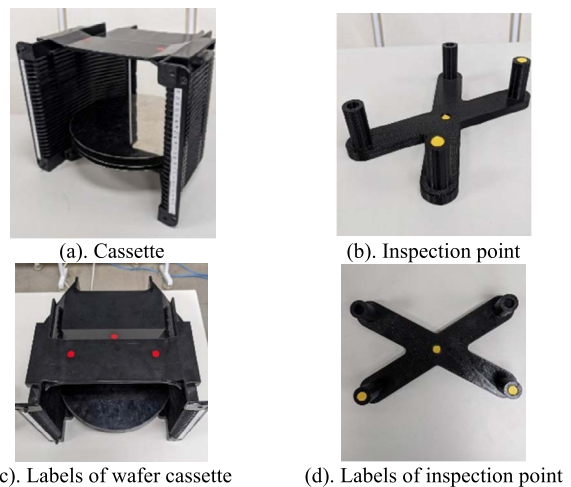 (a). Cassette
(b). Inspection point
c). Labels of wafer cassette
(d). Labels of inspection point